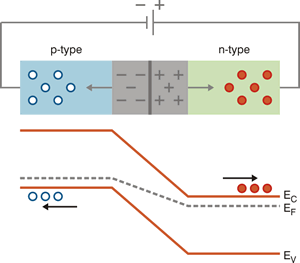 − +
p-type
n-type
− − − + + +
− − +
− − − + + +
E_C
E_F
E_V